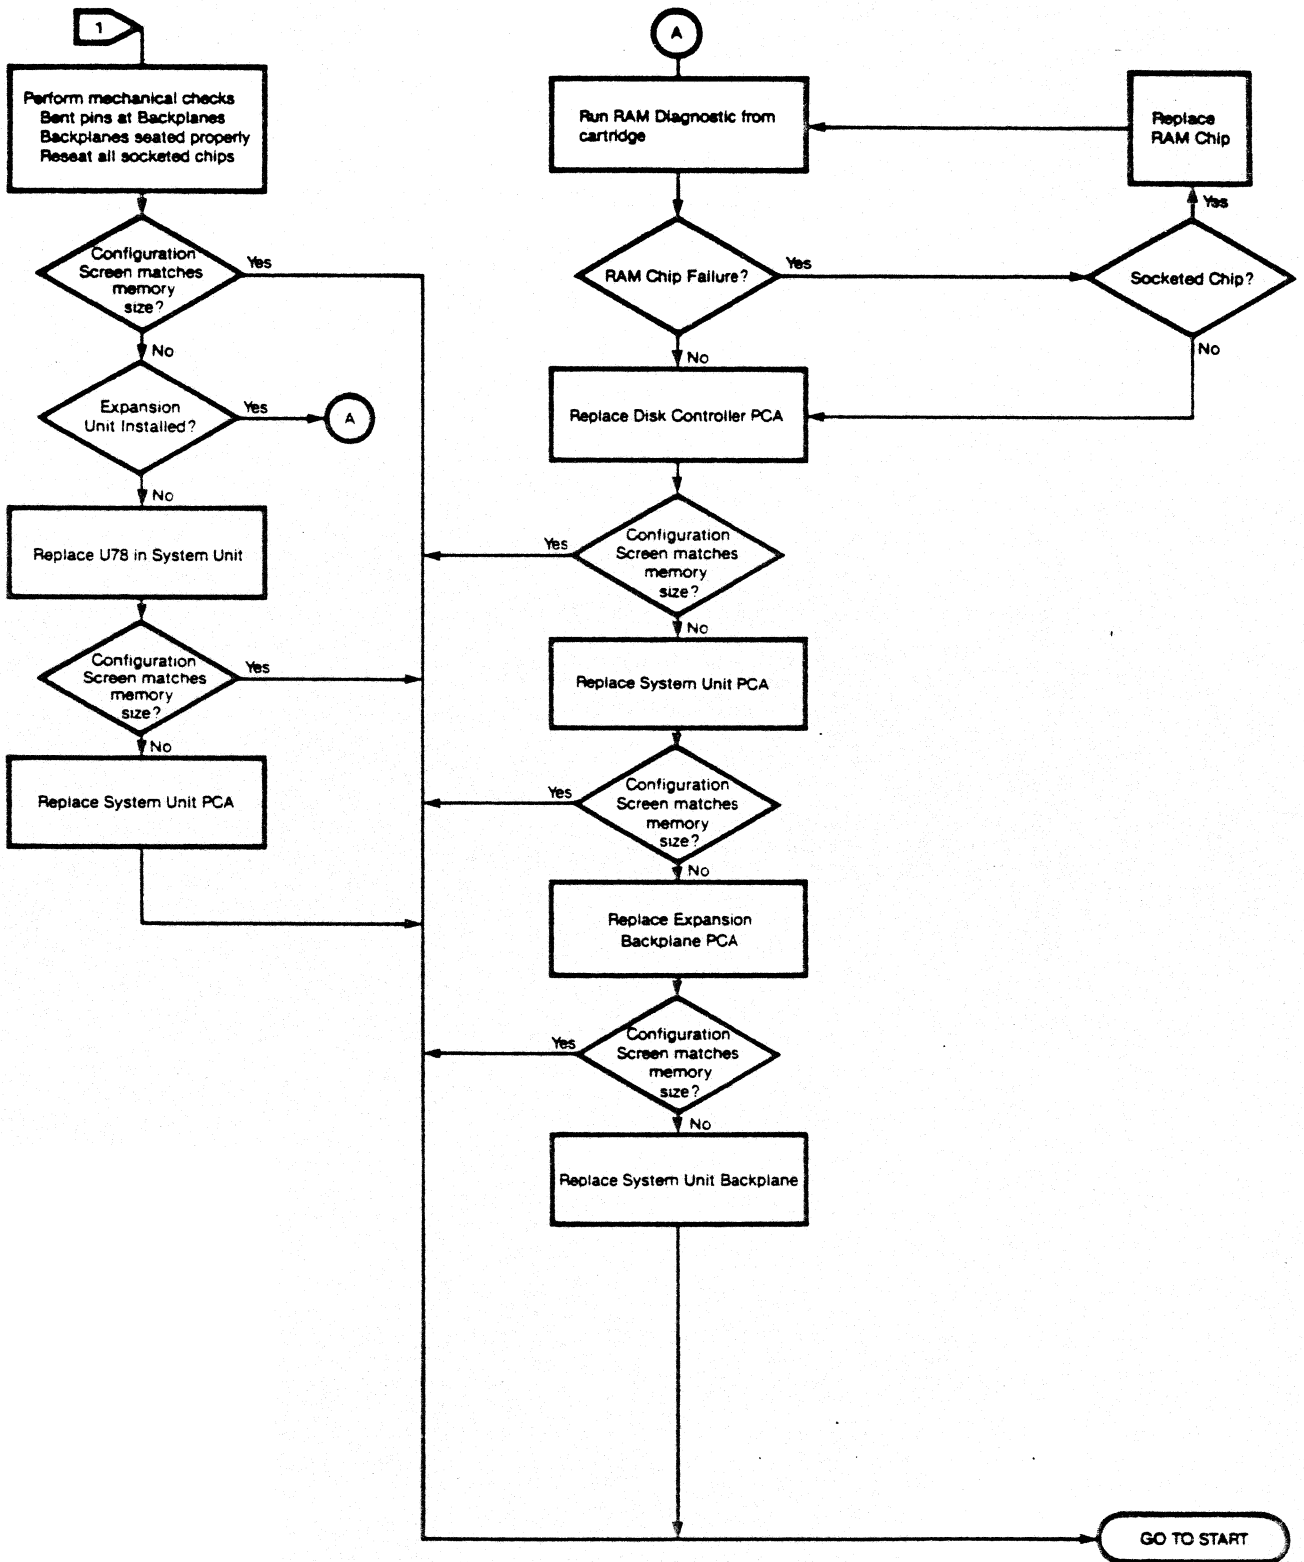 1
Perform mechanical checks
Bent pins at Backplanes
Backplanes seated properly
Reseat all socketed chips
Configuration
Screen matches
memory
size?
Yes
No
Expansion
Unit Installed?
Yes
A
No
Replace U78 in System Unit
Configuration
Screen matches
memory
size?
Yes
No
Replace System Unit PCA
A
Run RAM Diagnostic from
cartridge
Replace
RAM Chip
Yes
RAM Chip Failure?
Yes
Socketed Chip?
No
No
Replace Disk Controller PCA
Configuration
Screen matches
memory
size?
Yes
No
Replace System Unit PCA
Configuration
Screen matches
memory
size?
Yes
No
Replace Expansion
Backplane PCA
Configuration
Screen matches
memory
size?
Yes
No
Replace System Unit Backplane
GO TO START